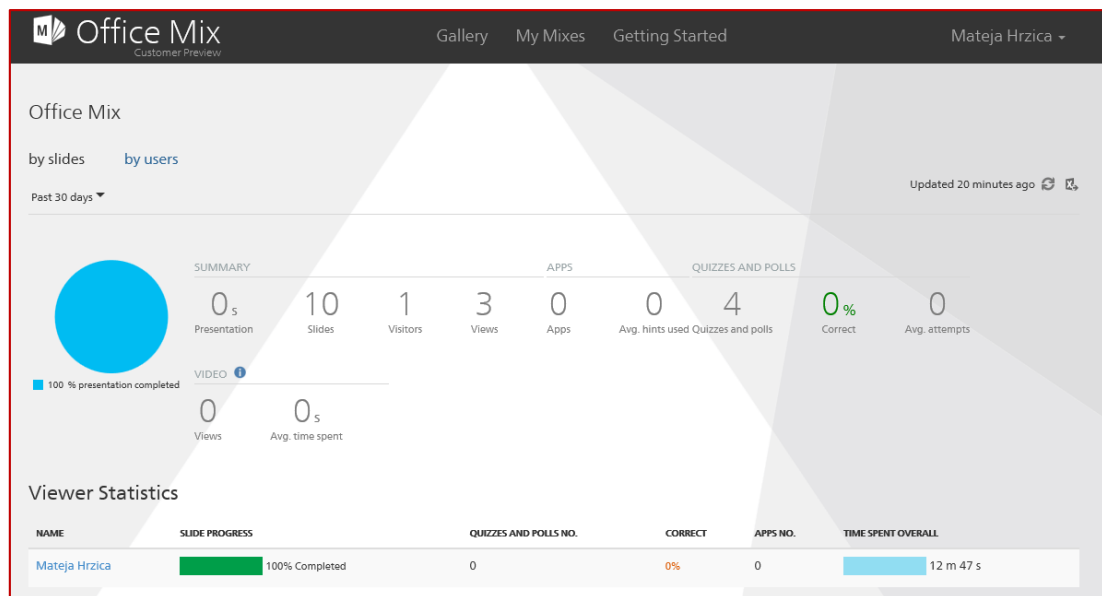 Office Mix
Customer Preview
Gallery My Mixes Getting Started Mateja Hrzica
Office Mix
by slides by users
Past 30 days
Updated 20 minutes ago
SUMMARY APPS QUIZZES AND POLLS
0 s 10 1 3 0 0 4 0 % 0
Presentation Slides Visitors Views Apps Avg. hints used Quizzes and polls Correct Avg. attempts
100 % presentation completed
VIDEO
0 0 s
Views Avg. time spent
Viewer Statistics
NAME SLIDE PROGRESS QUIZZES AND POLLS NO. CORRECT APPS NO. TIME SPENT OVERALL
Mateja Hrzica 100% Completed 0 0% 0 12 m 47 s